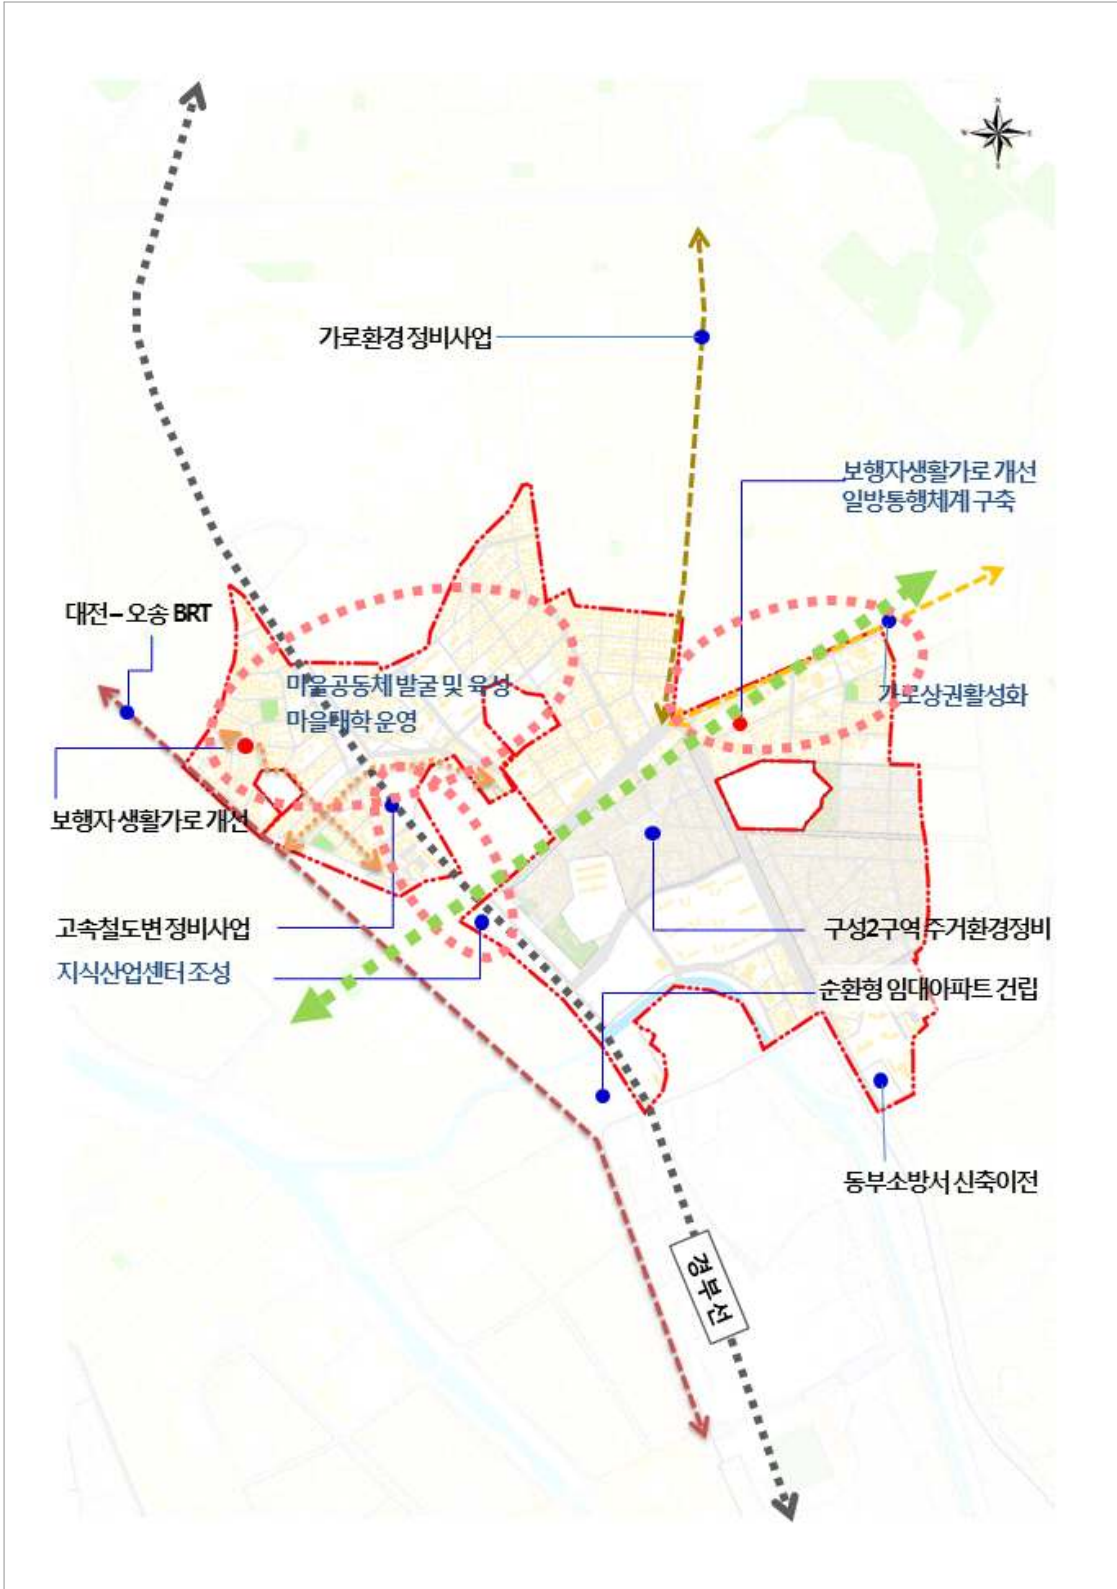 N
W
E
S
가로환경 정비사업
보행자생활가로 개선
일방통행체계 구축
대전 – 오송 BRT
마을공동체 발굴 및 육성
마을대학 운영
가로상권활성화
보행자 생활가로 개선
고속철도변 정비사업
지식산업센터 조성
구성2구역 주거환경정비
순환형 임대아파트 건립
동부소방서 신축이전
경부선